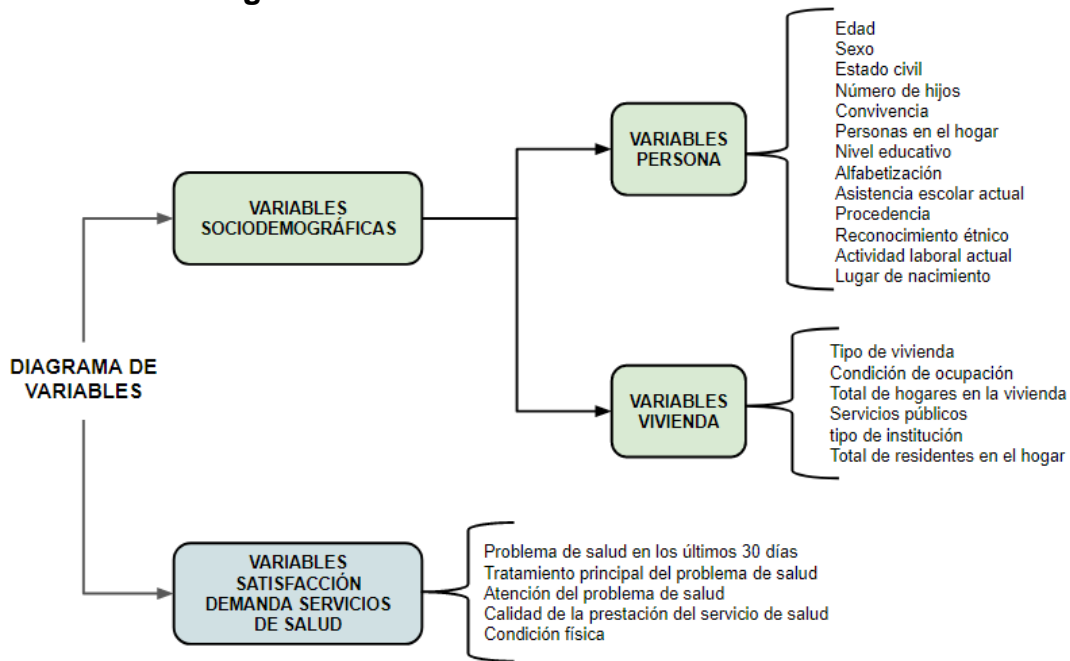 DIAGRAMA DE
VARIABLES
VARIABLES
SOCIODEMOGRÁFICAS
VARIABLES
PERSONA
Edad
Sexo
Estado civil
Número de hijos
Convivencia
Personas en el hogar
Nivel educativo
Alfabetización
Asistencia escolar actual
Procedencia
Reconocimiento étnico
Actividad laboral actual
Lugar de nacimiento
VARIABLES
VIVIENDA
Tipo de vivienda
Condición de ocupación
Total de hogares en la vivienda
Servicios públicos
tipo de institución
Total de residentes en el hogar
VARIABLES
SATISFACCIÓN
DEMANDA SERVICIOS
DE SALUD
Problema de salud en los últimos 30 días
Tratamiento principal del problema de salud
Atención del problema de salud
Calidad de la prestación del servicio de salud
Condición física